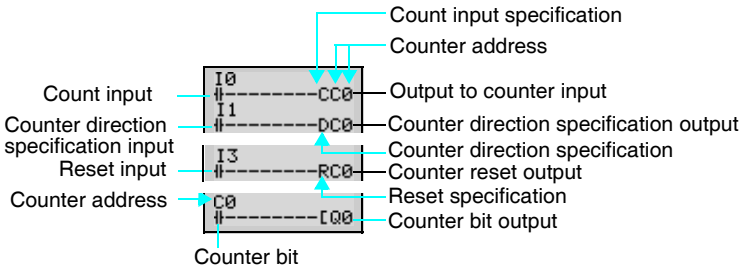 Count input specification
Counter address
I0
Count input
CC0
Output to counter input
I1
Counter direction
specification input
DC0
Counter direction specification output
Counter direction specification
I3
Reset input
RC0
Counter reset output
Reset specification
Counter address
C0
[Q0
Counter bit output
Counter bit